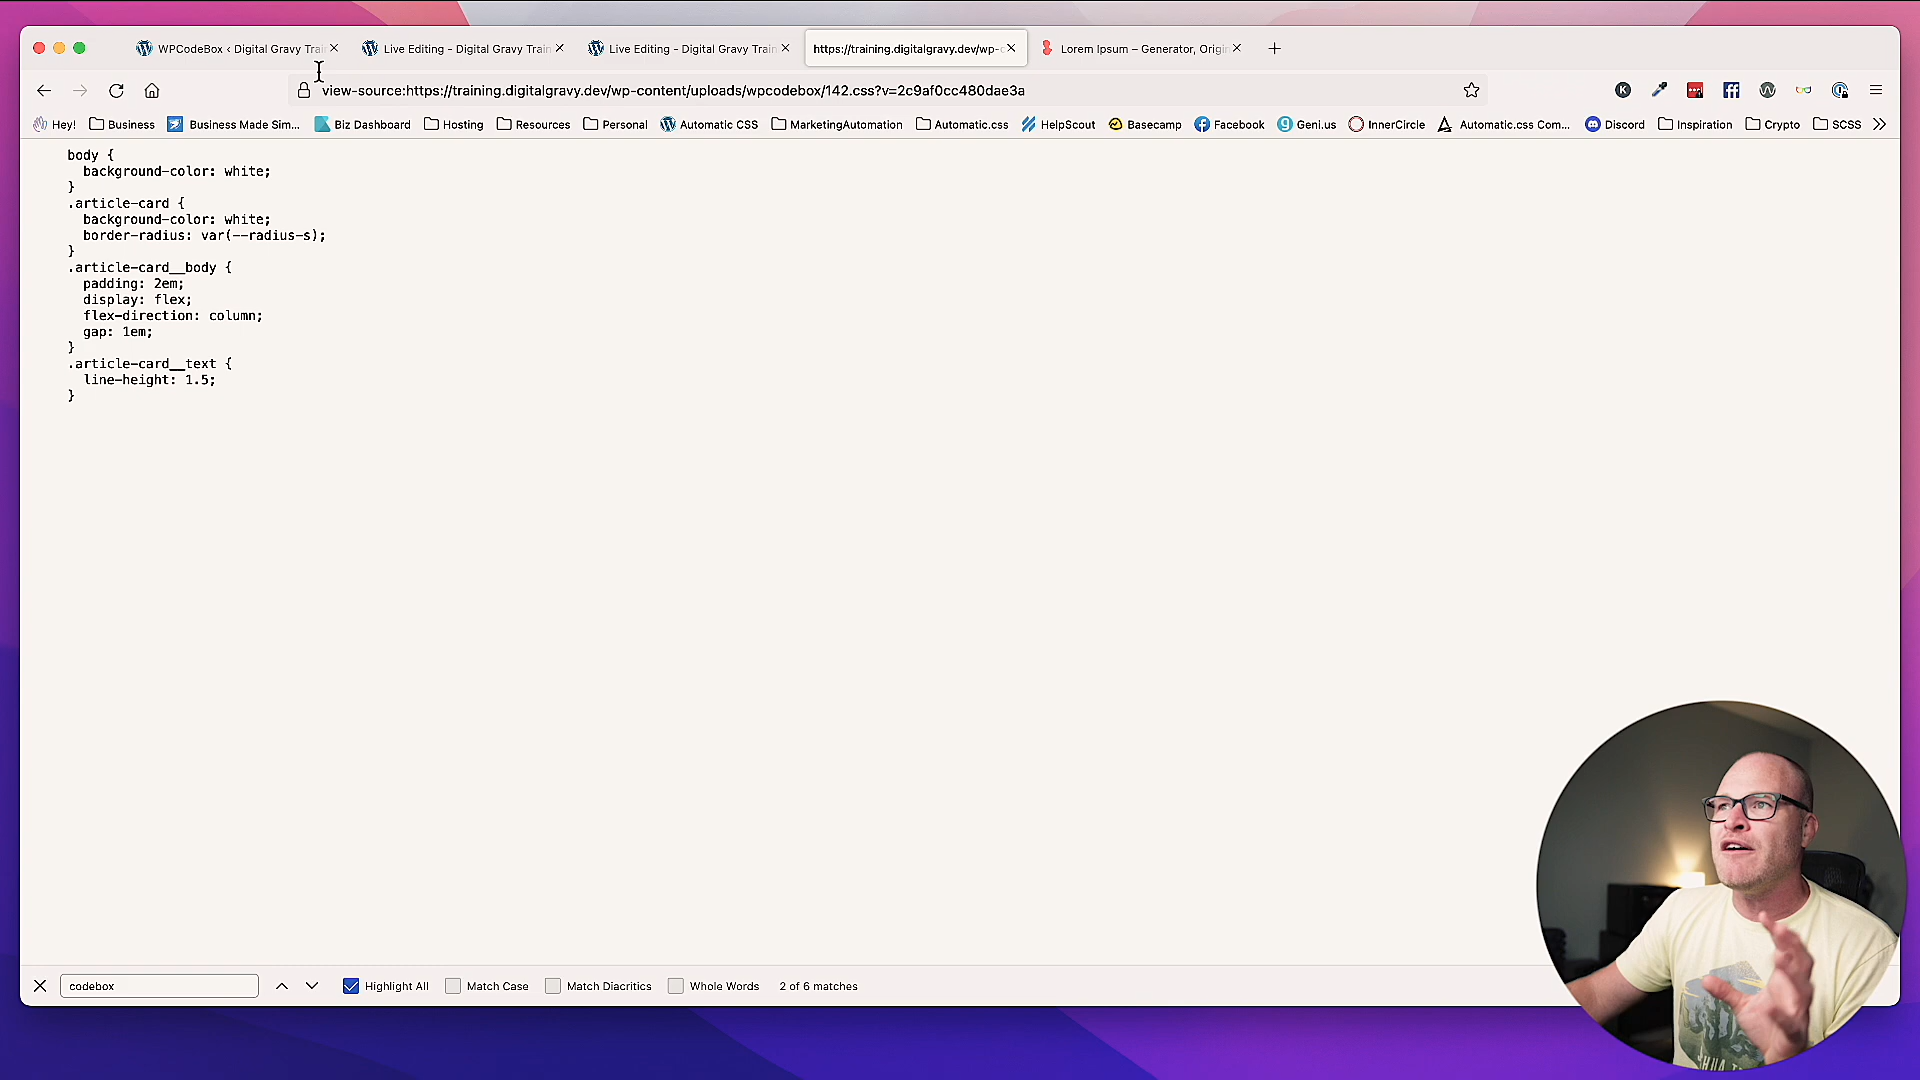 WPCodeBox ‹ Digital Gravy Trai
Live Editing - Digital Gravy Train
Live Editing - Digital Gravy Train
https://training.digitalgravy.dev/wp-c
Lorem Ipsum – Generator, Origin
view-source:https://training.digitalgravy.dev/wp-content/uploads/wpcodebox/142.css?v=2c9af0cc480dae3a
Hey! Business Business Made Sim... Biz Dashboard Hosting Resources Personal Automatic CSS MarketingAutomation Automatic.css HelpScout Basecamp Facebook Geni.us InnerCircle Automatic.css Com... Discord Inspiration Crypto SCSS
body {
background-color: white;
}
.article-card {
background-color: white;
border-radius: var(--radius-s);
}
.article-card__body {
padding: 2em;
display: flex;
flex-direction: column;
gap: 1em;
}
.article-card__text {
line-height: 1.5;
}
codebox Highlight All Match Case Match Diacritics Whole Words 2 of 6 matches